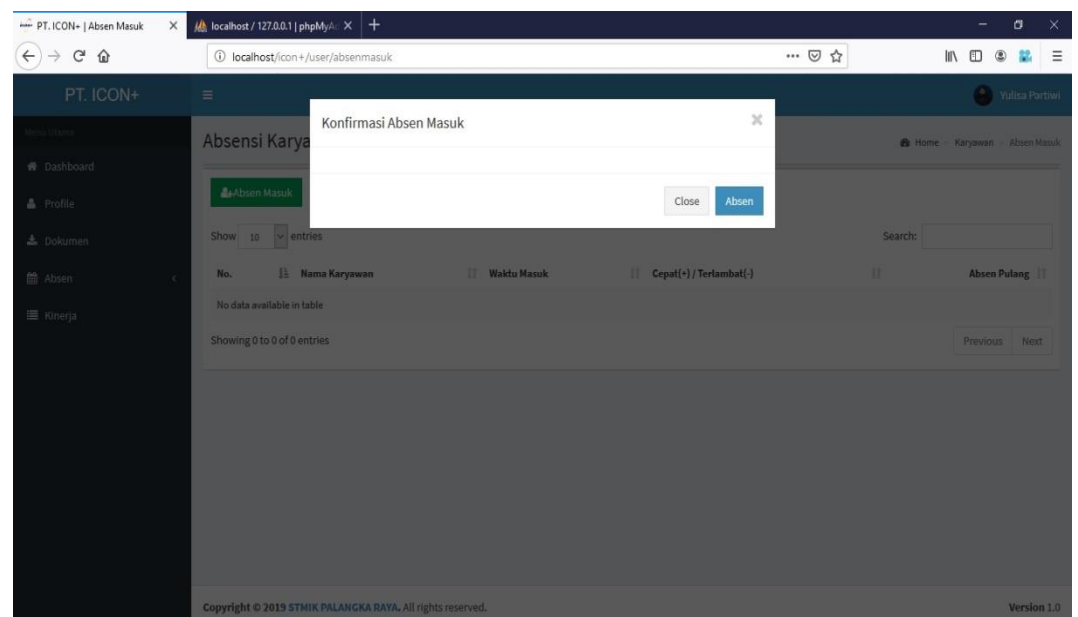 PT. ICON+ | Absen Masuk
localhost / 127.0.0.1 | phpMyAd
localhost/icon+/user/absenmasuk
PT. ICON+
Yulisa Partiwi
Menu Utama
Konfirmasi Absen Masuk
Absensi Karya
Home
Karyawan
Absen Masuk
Dashboard
Profile
Dokumen
Absen
Kinerja
Absen Masuk
Close
Absen
Show 10 entries
Search:
No.
Nama Karyawan
Waktu Masuk
Cepat(+) / Terlambat(-)
Absen Pulang
No data available in table
Showing 0 to 0 of 0 entries
Previous
Next
Copyright © 2019 STMIK PALANGKA RAYA. All rights reserved.
Version 1.0